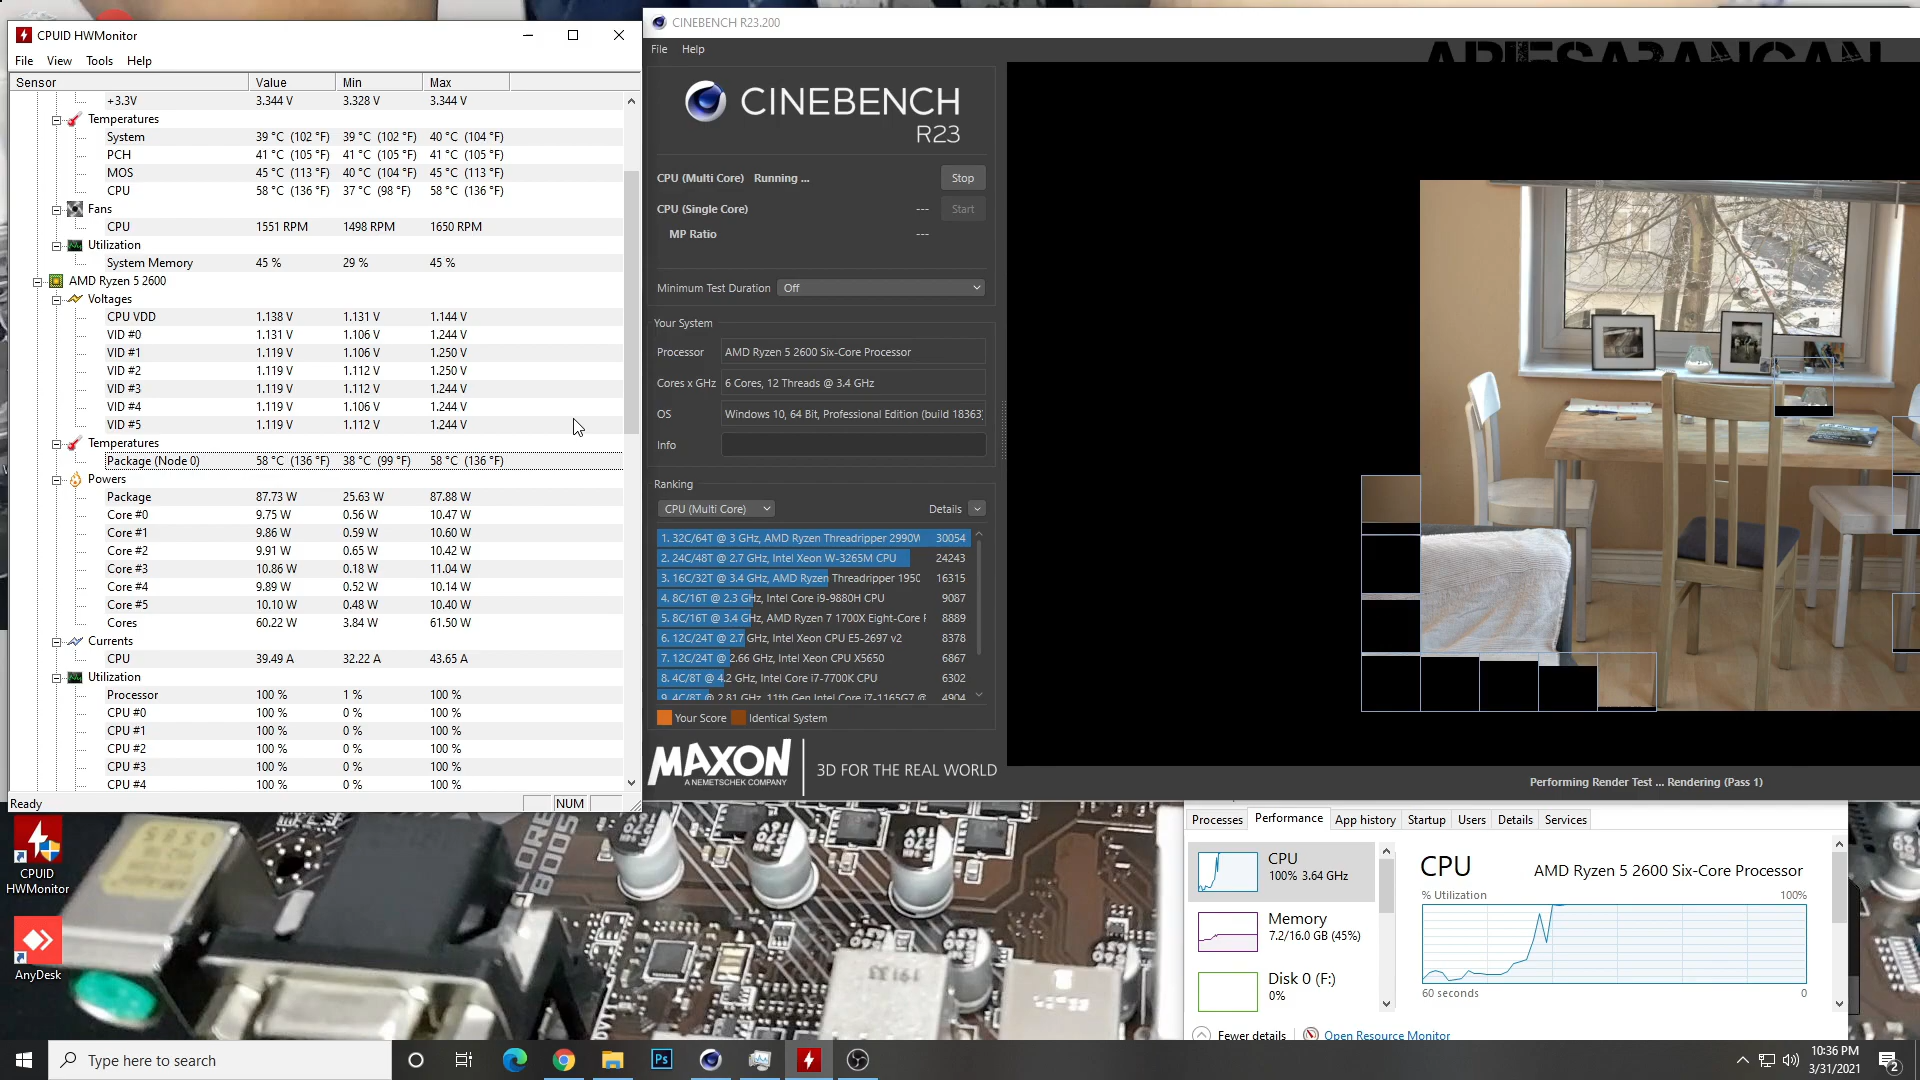 CPUID HWMonitor
File View Tools Help
Sensor Value Min Max
+3.3V 3.344 V 3.328 V 3.344 V
Temperatures
System 39 °C (102 °F) 39 °C (102 °F) 40 °C (104 °F)
PCH 41 °C (105 °F) 41 °C (105 °F) 41 °C (105 °F)
MOS 45 °C (113 °F) 40 °C (104 °F) 45 °C (113 °F)
CPU 58 °C (136 °F) 37 °C (98 °F) 58 °C (136 °F)
Fans
CPU 1551 RPM 1498 RPM 1650 RPM
Utilization
System Memory 45 % 29 % 45 %
AMD Ryzen 5 2600
Voltages
CPU VDD 1.138 V 1.131 V 1.144 V
VID #0 1.131 V 1.106 V 1.244 V
VID #1 1.119 V 1.106 V 1.250 V
VID #2 1.119 V 1.112 V 1.250 V
VID #3 1.119 V 1.112 V 1.244 V
VID #4 1.119 V 1.106 V 1.244 V
VID #5 1.119 V 1.112 V 1.244 V
Temperatures
Package (Node 0) 58 °C (136 °F) 38 °C (99 °F) 58 °C (136 °F)
Powers
Package 87.73 W 25.63 W 87.88 W
Core #0 9.75 W 0.56 W 10.47 W
Core #1 9.86 W 0.59 W 10.60 W
Core #2 9.91 W 0.65 W 10.42 W
Core #3 10.86 W 0.18 W 11.04 W
Core #4 9.89 W 0.52 W 10.14 W
Core #5 10.10 W 0.48 W 10.40 W
Cores 60.22 W 3.84 W 61.50 W
Currents
CPU 39.49 A 32.22 A 43.65 A
Utilization
Processor 100 % 1 % 100 %
CPU #0 100 % 0 % 100 %
CPU #1 100 % 0 % 100 %
CPU #2 100 % 0 % 100 %
CPU #3 100 % 0 % 100 %
CPU #4 100 % 0 % 100 %
Ready NUM
CINEBENCH R23.200
File Help
CINEBENCH
R23
CPU (Multi Core) Running ... Stop
CPU (Single Core) --- Start
MP Ratio ---
Minimum Test Duration Off
Your System
Processor AMD Ryzen 5 2600 Six-Core Processor
Cores x GHz 6 Cores, 12 Threads @ 3.4 GHz
OS Windows 10, 64 Bit, Professional Edition (build 18363
Info
Ranking
CPU (Multi Core) Details
1. 32C/64T @ 3 GHz, AMD Ryzen Threadripper 2990W 30054
2. 24C/48T @ 2.7 GHz, Intel Xeon W-3265M CPU 24243
3. 16C/32T @ 3.4 GHz, AMD Ryzen Threadripper 1950 16315
4. 8C/16T @ 2.3 GHz, Intel Core i9-9880H CPU 9087
5. 8C/16T @ 3.4 GHz, AMD Ryzen 7 1700X Eight-Core 8889
6. 12C/24T @ 2.7 GHz, Intel Xeon CPU E5-2697 v2 8378
7. 12C/24T @ 2.66 GHz, Intel Xeon CPU X5650 6867
8. 4C/8T @ 4.2 GHz, Intel Core i7-7700K CPU 6302
9. 4C/8T @ 2.81 GHz, 11th Gen Intel Core i7-1165G7 @ 4904
Your Score Identical System
MAXON
A NEMETSCHEK COMPANY
3D FOR THE REAL WORLD
Performing Render Test ... Rendering (Pass 1)
Processes Performance App history Startup Users Details Services
CPU
100% 3.64 GHz
Memory
7.2/16.0 GB (45%)
Disk 0 (F:)
0%
CPU AMD Ryzen 5 2600 Six-Core Processor
% Utilization 100%
60 seconds 0
Fewer details Open Resource Monitor
CPUID
HWMonitor
AnyDesk
Type here to search
Ps
10:36 PM
3/31/2021
2